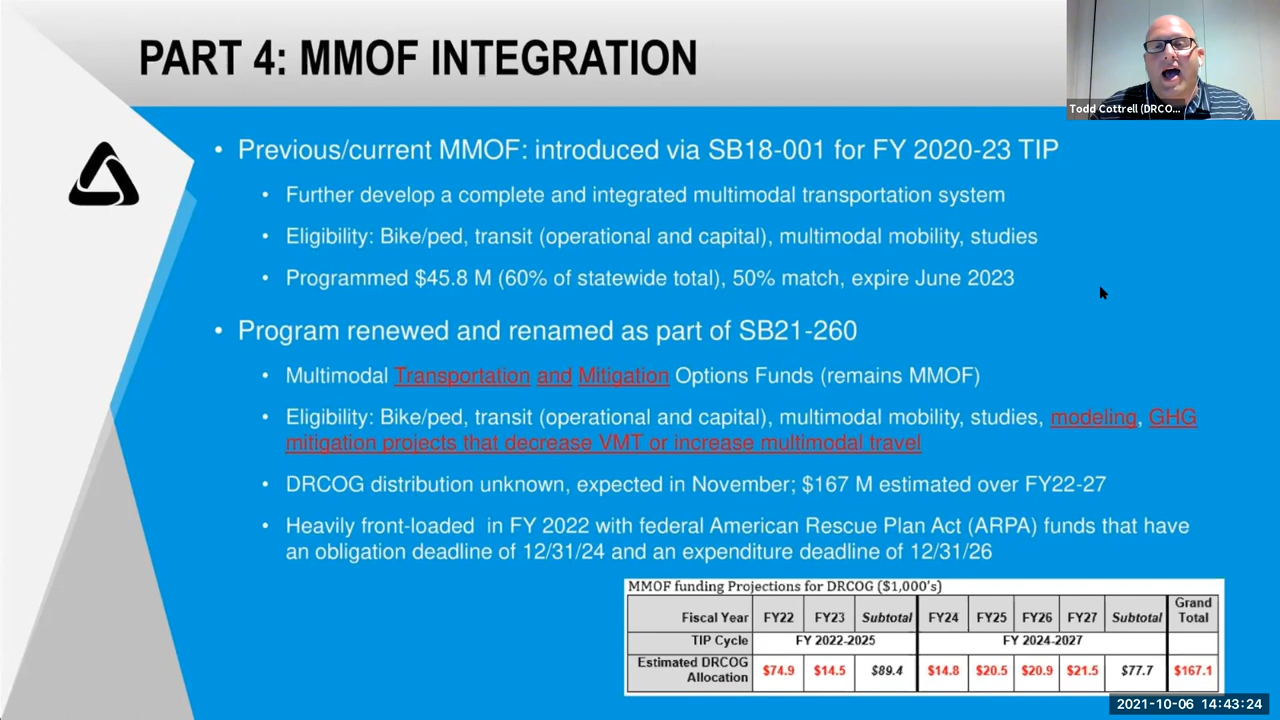 PART 4: MMOF INTEGRATION
Todd Cottrell (DRCO...
• Previous/current MMOF: introduced via SB18-001 for FY 2020-23 TIP
• Further develop a complete and integrated multimodal transportation system
• Eligibility: Bike/ped, transit (operational and capital), multimodal mobility, studies
• Programmed $45.8 M (60% of statewide total), 50% match, expire June 2023
• Program renewed and renamed as part of SB21-260
• Multimodal Transportation and Mitigation Options Funds (remains MMOF)
• Eligibility: Bike/ped, transit (operational and capital), multimodal mobility, studies, modeling, GHG
mitigation projects that decrease VMT or increase multimodal travel
• DRCOG distribution unknown, expected in November; $167 M estimated over FY22-27
• Heavily front-loaded in FY 2022 with federal American Rescue Plan Act (ARPA) funds that have
an obligation deadline of 12/31/24 and an expenditure deadline of 12/31/26
MMOF funding Projections for DRCOG ($1,000's)
Fiscal Year FY22 FY23 Subtotal FY24 FY25 FY26 FY27 Subtotal Grand Total
TIP Cycle FY 2022-2025 FY 2024-2027
Estimated DRCOG Allocation $74.9 $14.5 $89.4 $14.8 $20.5 $20.9 $21.5 $77.7 $167.1
2021-10-06 14:43:24